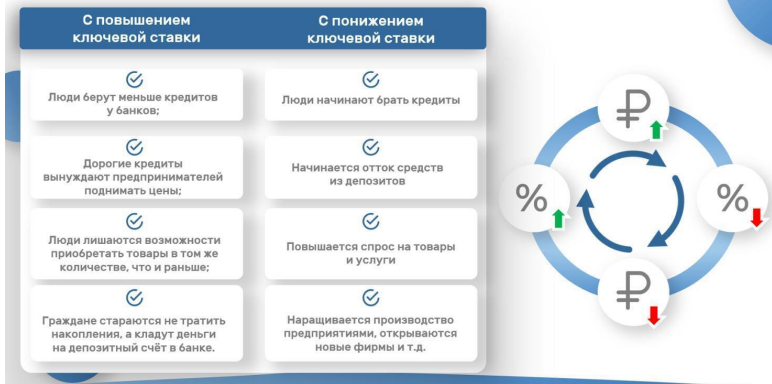 С повышением
ключевой ставки
С понижением
ключевой ставки
Люди берут меньше кредитов
у банков;
Люди начинают брать кредиты
Дорогие кредиты
вынуждают предпринимателей
поднимать цены;
Начинается отток средств
из депозитов
Люди лишаются возможности
приобретать товары в том же
количестве, что и раньше;
Повышается спрос на товары
и услуги
Граждане стараются не тратить
накопления, а кладут деньги
на депозитный счёт в банке.
Наращивается производство
предприятиями, открываются
новые фирмы и т.д.
₽
%
%
₽